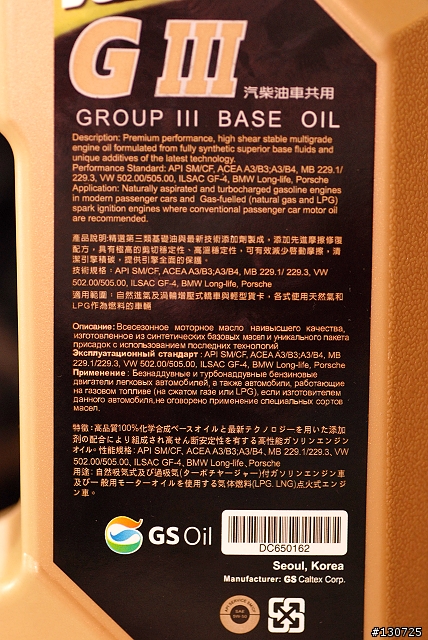 G III
汽柴油車共用
GROUP III BASE OIL
Description: Premium performance, high shear stable multigrade
engine oil formulated from fully synthetic superior base fluids and
unique additives of the latest technology.
Performance Standard: API SM/CF, ACEA A3/B3;A3/B4, MB 229.1/
229.3, VW 502.00/505.00, ILSAC GF-4, BMW Long-life, Porsche
Application: Naturally aspirated and turbocharged gasoline engines
in modern passenger cars and Gas-fuelled (natural gas and LPG)
spark ignition engines where conventional passenger car motor oil
are recommended.
產品說明:精選第三類基礎油與最新技術添加劑製成，添加先進摩擦修復
配方，具有極高的剪切穩定性、高溫穩定性，可有效減少啟動摩擦，清
潔引擎積碳，提供引擎全面的保護。
技術規格：API SM/CF, ACEA A3/B3;A3/B4, MB 229.1/ 229.3, VW
502.00/505.00, ILSAC GF-4, BMW Long-life, Porsche
適用範圍：自然進氣及渦輪增壓式轎車與輕型貨卡，各式使用天然氣和
LPG作為燃料的車輛
Описание: Всесезонное моторное масло наивысшего качества,
изготовленное из синтетических базовых масел и уникального пакета
присадок с использованием последних технологий
Эксплуатационный стандарт : API SM/CF, ACEA A3/B3;A3/B4, MB
229.1/229.3, VW 502.00/505.00, ILSAC GF-4, BMW Long-life, Porsche
Применение : Безнаддувные и турбонаддувные бензиновые
двигатели легковых автомобилей, а также автомобили, работающие
на газовом топливе (на сжатом газе или LPG), если изготовителем
данного автомобиля не оговорено применение специальных сортов
масел.
特徴：高品質100%化学合成ベースオイルと最新テクノロジーを用いた添加
剤の配合により組成され高せん断安定性を有する高性能ガソリンエンジン
オイル。性能規格: API SM/CF, ACEA A3/B3;A3/B4, MB 229.1/229.3, VW
502.00/505.00, ILSAC GF-4, BMW Long-life, Porsche
用途: 自然吸気式及び過吸気(ターボチャージャー)付ガソリンエンジン車
及び一般用モーターオイルを使用する気体燃料(LPG, LNG)点火式エンジ
ン車。
GS Oil
DC650162
Seoul, Korea
Manufacturer: GS Caltex Corp.
API SERVICE SM/CF
SAE
5W-50
#130725